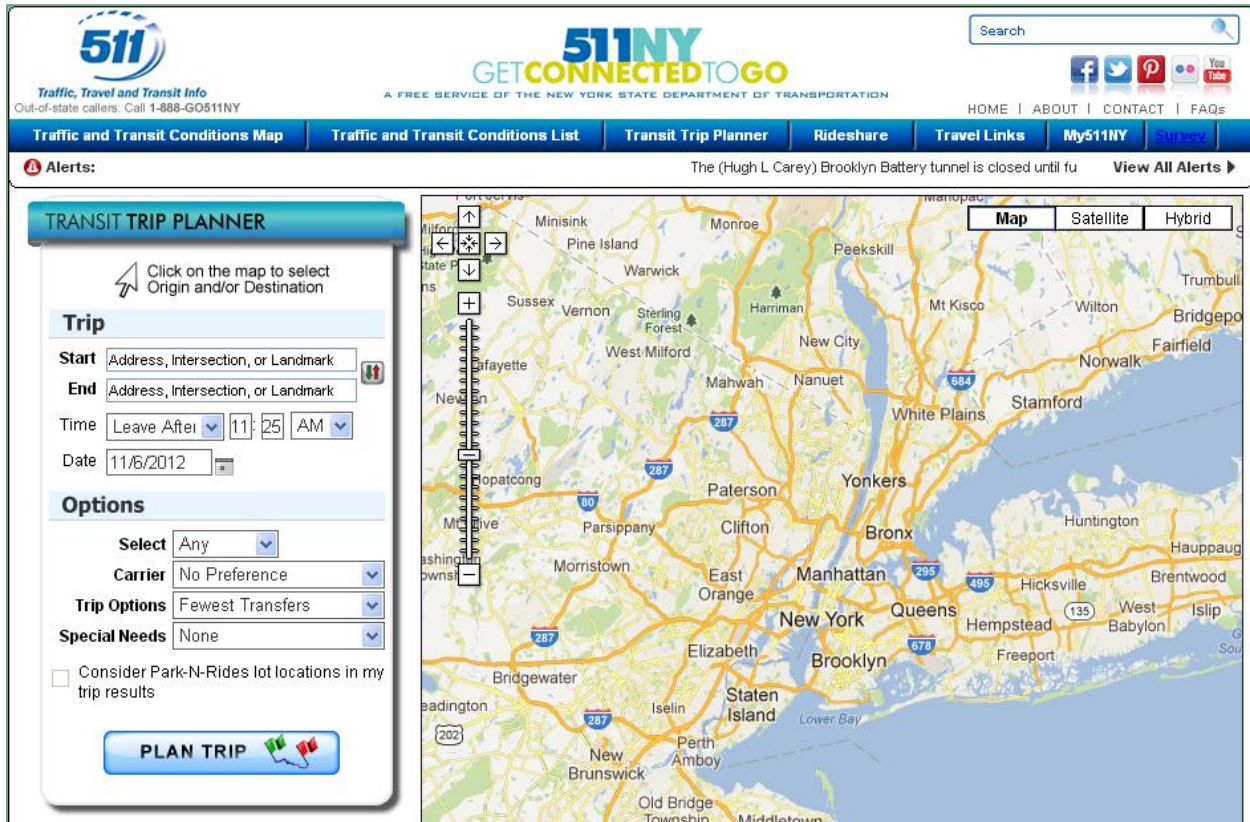 511
Traffic, Travel and Transit Info
Out-of-state callers: Call 1-888-GO511NY
511NY
GETCONNECTEDTOGO
A FREE SERVICE OF THE NEW YORK STATE DEPARTMENT OF TRANSPORTATION
Search
You
Tube
HOME | ABOUT | CONTACT | FAQs
Traffic and Transit Conditions Map Traffic and Transit Conditions List Transit Trip Planner Rideshare Travel Links My511NY Survey
Alerts: The (Hugh L Carey) Brooklyn Battery tunnel is closed until fu View All Alerts
TRANSIT TRIP PLANNER
Click on the map to select
Origin and/or Destination
Trip
Start Address, Intersection, or Landmark
End Address, Intersection, or Landmark
Time Leave After 11: 25 AM
Date 11/6/2012
Options
Select Any
Carrier No Preference
Trip Options Fewest Transfers
Special Needs None
Consider Park-N-Rides lot locations in my
trip results
PLAN TRIP
Map Satellite Hybrid
Minisink
Monroe
Pine Island
Peekskill
Warwick
Trumbull
Sussex
Vernon
Sterling
Forest
Harriman
Mt Kisco
Wilton
Bridgepo
Fairfield
New City
West Milford
Norwalk
afayette
Mahwah
Nanuet
684
Stamford
White Plains
287
287
Yonkers
opatcong
80
Paterson
Mt Olive
Parsippany
Clifton
Bronx
Huntington
Hauppaug
Morristown
East
Orange
Manhattan
295
495
Hicksville
Brentwood
New York
Queens
135
West
Babylon
Islip
Hempstead
287
Elizabeth
Brooklyn
678
Freeport
Bridgewater
Staten
Island
eadington
Iselin
287
Lower Bay
202
Perth
Amboy
New
Brunswick
Old Bridge
Township
Middletown